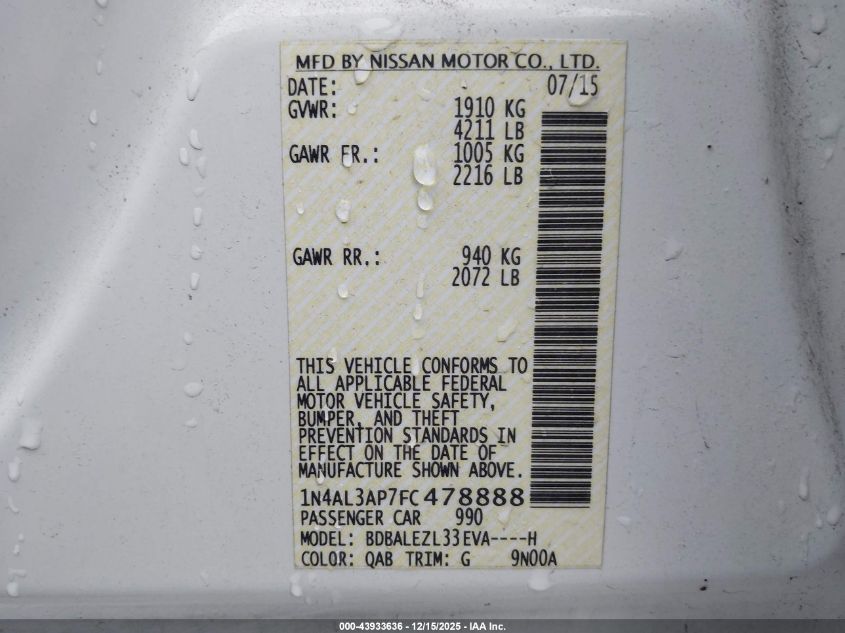 MFD BY NISSAN MOTOR CO., LTD.
DATE: 07/15
GVWR: 1910 KG
4211 LB
GAWR FR.: 1005 KG
2216 LB
GAWR RR.: 940 KG
2072 LB
THIS VEHICLE CONFORMS TO
ALL APPLICABLE FEDERAL
MOTOR VEHICLE SAFETY,
BUMPER, AND THEFT
PREVENTION STANDARDS IN
EFFECT ON THE DATE OF
MANUFACTURE SHOWN ABOVE.
1N4AL3AP7FC478888
PASSENGER CAR 990
MODEL: BDBALEZL33EVA----H
COLOR: QAB TRIM: G 9N00A
000-43933636 - 12/15/2025 - IAA Inc.